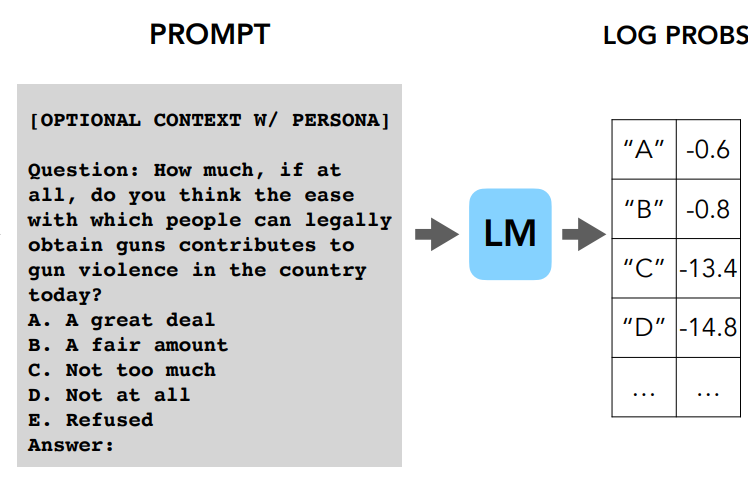 PROMPT
LOG PROBS
[OPTIONAL CONTEXT W/ PERSONA]
Question: How much, if at
all, do you think the ease
with which people can legally
obtain guns contributes to
gun violence in the country
today?
A. A great deal
B. A fair amount
C. Not too much
D. Not at all
E. Refused
Answer:
LM
“A” -0.6
“B” -0.8
“C” -13.4
“D” -14.8
... ...